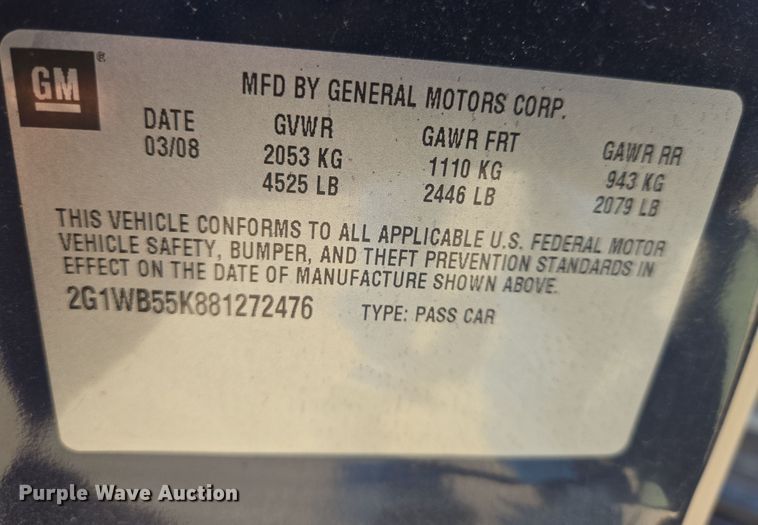 GM®
MFD BY GENERAL MOTORS CORP.
DATE GVWR GAWR FRT GAWR RR
03/08 2053 KG 1110 KG 943 KG
4525 LB 2446 LB 2079 LB
THIS VEHICLE CONFORMS TO ALL APPLICABLE U.S. FEDERAL MOTOR
VEHICLE SAFETY, BUMPER, AND THEFT PREVENTION STANDARDS IN
EFFECT ON THE DATE OF MANUFACTURE SHOWN ABOVE.
2G1WB55K881272476 TYPE: PASS CAR
Purple Wave Auction